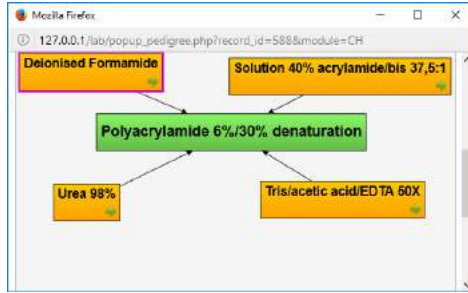 Mozilla Firefox
127.0.0.1/lab/popup_pedigree.php?record_id=588&module=CH
Deionised Formamide
Solution 40% acrylamide/bis 37,5:1
Polyacrylamide 6%/30% denaturation
Urea 98%
Tris/acetic acid/EDTA 50X